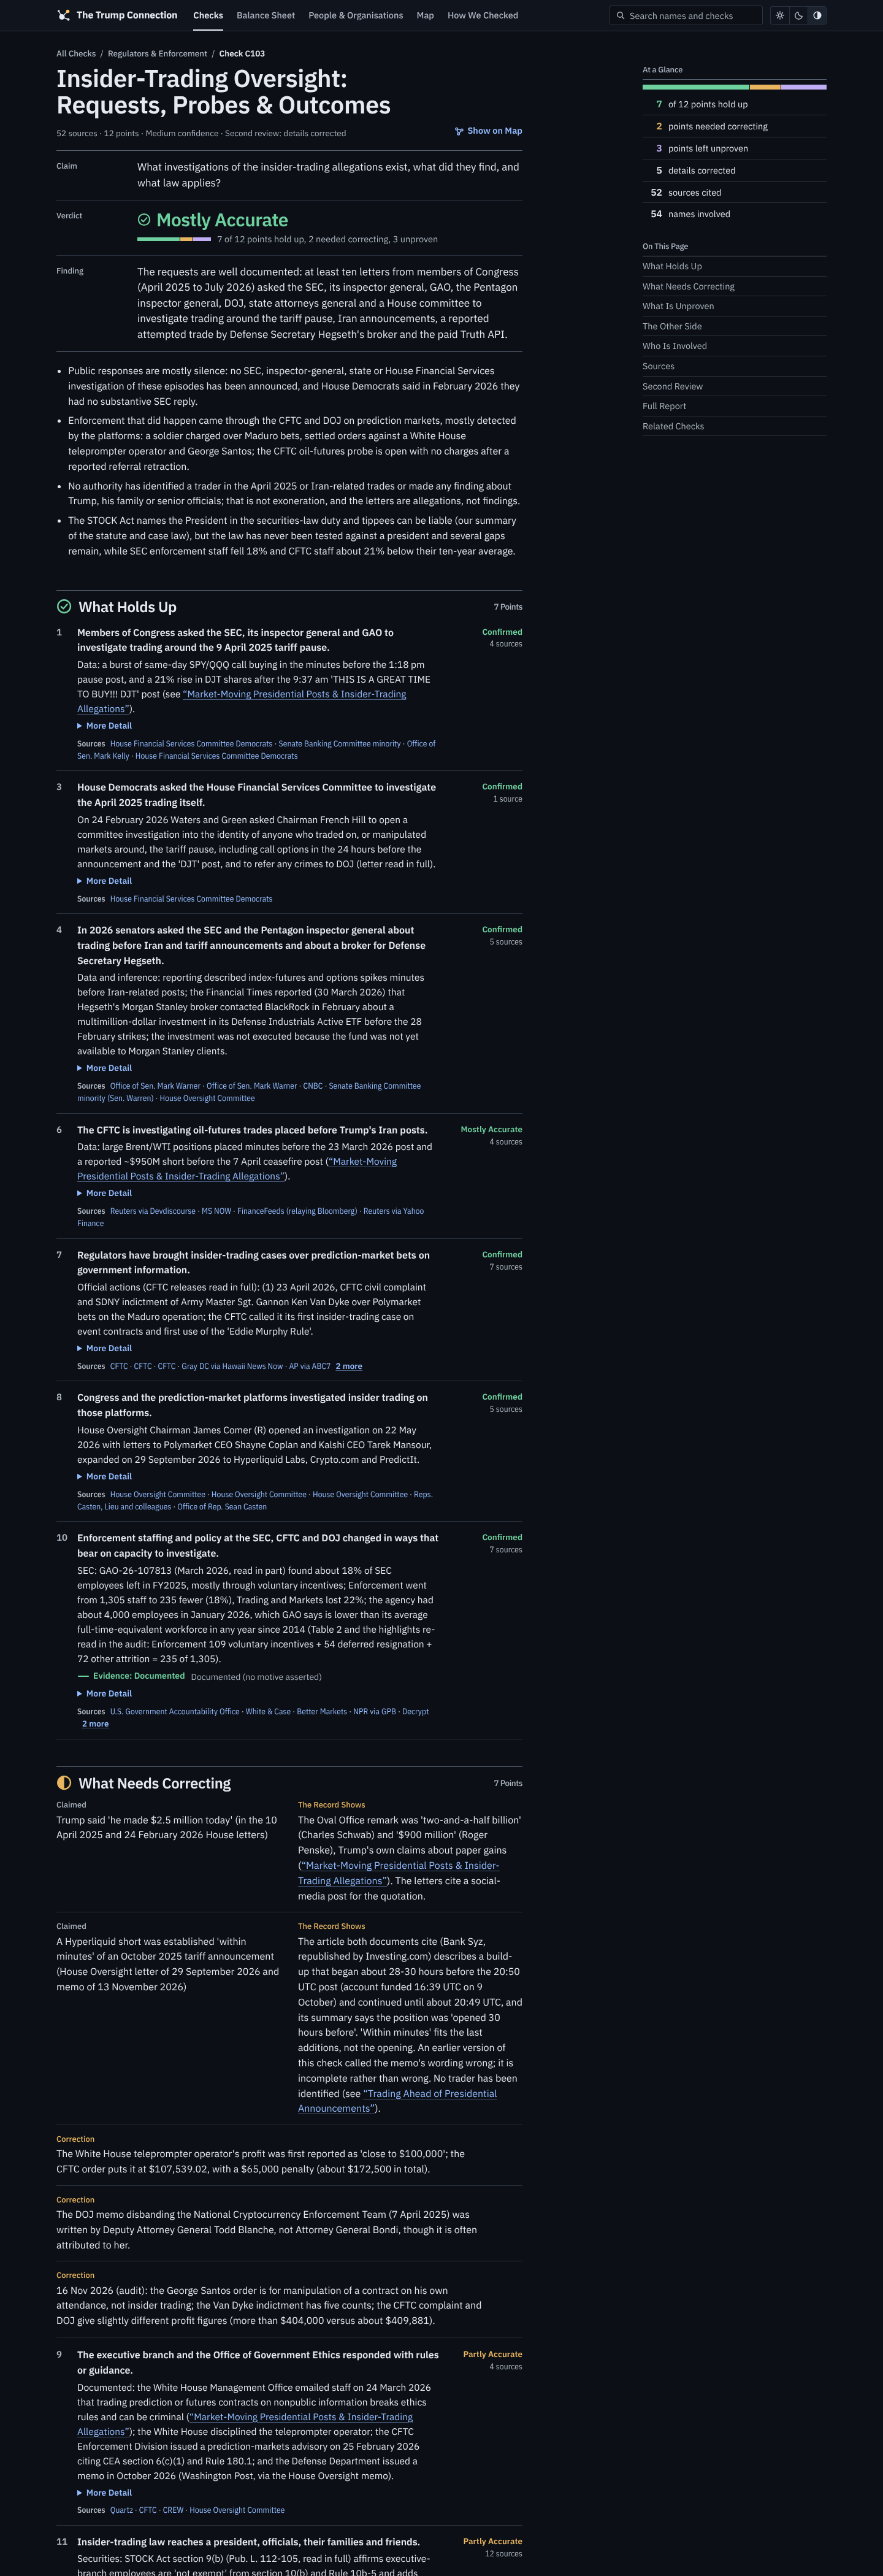 The Trump Connection
Checks
Balance Sheet
People & Organisations
Map
How We Checked
Search names and checks
All Checks / Regulators & Enforcement / Check C103
Insider-Trading Oversight:
Requests, Probes & Outcomes
52 sources · 12 points · Medium confidence · Second review: details corrected
Show on Map
Claim
What investigations of the insider-trading allegations exist, what did they find, and
what law applies?
Verdict
Mostly Accurate
7 of 12 points hold up, 2 needed correcting, 3 unproven
Finding
The requests are well documented: at least ten letters from members of Congress
(April 2025 to July 2026) asked the SEC, its inspector general, GAO, the Pentagon
inspector general, DOJ, state attorneys general and a House committee to
investigate trading around the tariff pause, Iran announcements, a reported
attempted trade by Defense Secretary Hegseth's broker and the paid Truth API.
• Public responses are mostly silence: no SEC, inspector-general, state or House Financial Services
investigation of these episodes has been announced, and House Democrats said in February 2026 they
had no substantive SEC reply.
• Enforcement that did happen came through the CFTC and DOJ on prediction markets, mostly detected
by the platforms: a soldier charged over Maduro bets, settled orders against a White House
teleprompter operator and George Santos; the CFTC oil-futures probe is open with no charges after a
reported referral retraction.
• No authority has identified a trader in the April 2025 or Iran-related trades or made any finding about
Trump, his family or senior officials; that is not exoneration, and the letters are allegations, not findings.
• The STOCK Act names the President in the securities-law duty and tippees can be liable (our summary
of the statute and case law), but the law has never been tested against a president and several gaps
remain, while SEC enforcement staff fell 18% and CFTC staff about 21% below their ten-year average.
At a Glance
7 of 12 points hold up
2 points needed correcting
3 points left unproven
5 details corrected
52 sources cited
54 names involved
On This Page
What Holds Up
What Needs Correcting
What Is Unproven
The Other Side
Who Is Involved
Sources
Second Review
Full Report
Related Checks
What Holds Up
7 Points
1 Members of Congress asked the SEC, its inspector general and GAO to
investigate trading around the 9 April 2025 tariff pause.
Confirmed
4 sources
Data: a burst of same-day SPY/QQQ call buying in the minutes before the 1:18 pm
pause post, and a 21% rise in DJT shares after the 9:37 am 'THIS IS A GREAT TIME
TO BUY!!! DJT' post (see "Market-Moving Presidential Posts & Insider-Trading
Allegations").
▶ More Detail
Sources House Financial Services Committee Democrats · Senate Banking Committee minority · Office of
Sen. Mark Kelly · House Financial Services Committee Democrats
3 House Democrats asked the House Financial Services Committee to investigate
the April 2025 trading itself.
Confirmed
1 source
On 24 February 2026 Waters and Green asked Chairman French Hill to open a
committee investigation into the identity of anyone who traded on, or manipulated
markets around, the tariff pause, including call options in the 24 hours before the
announcement and the 'DJT' post, and to refer any crimes to DOJ (letter read in full).
▶ More Detail
Sources House Financial Services Committee Democrats
4 In 2026 senators asked the SEC and the Pentagon inspector general about
trading before Iran and tariff announcements and about a broker for Defense
Secretary Hegseth.
Confirmed
5 sources
Data and inference: reporting described index-futures and options spikes minutes
before Iran-related posts; the Financial Times reported (30 March 2026) that
Hegseth's Morgan Stanley broker contacted BlackRock in February about a
multimillion-dollar investment in its Defense Industrials Active ETF before the 28
February strikes; the investment was not executed because the fund was not yet
available to Morgan Stanley clients.
▶ More Detail
Sources Office of Sen. Mark Warner · Office of Sen. Mark Warner · CNBC · Senate Banking Committee
minority (Sen. Warren) · House Oversight Committee
6 The CFTC is investigating oil-futures trades placed before Trump's Iran posts.
Mostly Accurate
4 sources
Data: large Brent/WTI positions placed minutes before the 23 March 2026 post and
a reported ~$950M short before the 7 April ceasefire post ("Market-Moving
Presidential Posts & Insider-Trading Allegations").
▶ More Detail
Sources Reuters via Devdiscourse · MS NOW · FinanceFeeds (relaying Bloomberg) · Reuters via Yahoo
Finance
7 Regulators have brought insider-trading cases over prediction-market bets on
government information.
Confirmed
7 sources
Official actions (CFTC releases read in full): (1) 23 April 2026, CFTC civil complaint
and SDNY indictment of Army Master Sgt. Gannon Ken Van Dyke over Polymarket
bets on the Maduro operation; the CFTC called it its first insider-trading case on
event contracts and first use of the 'Eddie Murphy Rule'.
▶ More Detail
Sources CFTC · CFTC · CFTC · Gray DC via Hawaii News Now · AP via ABC7 2 more
8 Congress and the prediction-market platforms investigated insider trading on
those platforms.
Confirmed
5 sources
House Oversight Chairman James Comer (R) opened an investigation on 22 May
2026 with letters to Polymarket CEO Shayne Coplan and Kalshi CEO Tarek Mansour,
expanded on 29 September 2026 to Hyperliquid Labs, Crypto.com and PredictIt.
▶ More Detail
Sources House Oversight Committee · House Oversight Committee · House Oversight Committee · Reps.
Casten, Lieu and colleagues · Office of Rep. Sean Casten
10 Enforcement staffing and policy at the SEC, CFTC and DOJ changed in ways that
bear on capacity to investigate.
Confirmed
7 sources
SEC: GAO-26-107813 (March 2026, read in part) found about 18% of SEC
employees left in FY2025, mostly through voluntary incentives; Enforcement went
from 1,305 staff to 235 fewer (18%), Trading and Markets lost 22%; the agency had
about 4,000 employees in January 2026, which GAO says is lower than its average
full-time-equivalent workforce in any year since 2014 (Table 2 and the highlights re-
read in the audit: Enforcement 109 voluntary incentives + 54 deferred resignation +
72 other attrition = 235 of 1,305).
Evidence: Documented Documented (no motive asserted)
▶ More Detail
Sources U.S. Government Accountability Office · White & Case · Better Markets · NPR via GPB · Decrypt
2 more
What Needs Correcting
7 Points
Claimed
Trump said 'he made $2.5 million today' (in the 10
April 2025 and 24 February 2026 House letters)
The Record Shows
The Oval Office remark was 'two-and-a-half billion'
(Charles Schwab) and '$900 million' (Roger
Penske), Trump's own claims about paper gains
("Market-Moving Presidential Posts & Insider-
Trading Allegations"). The letters cite a social-
media post for the quotation.
Claimed
A Hyperliquid short was established 'within
minutes' of an October 2025 tariff announcement
(House Oversight letter of 29 September 2026 and
memo of 13 November 2026)
The Record Shows
The article both documents cite (Bank Syz,
republished by Investing.com) describes a build-
up that began about 28-30 hours before the 20:50
UTC post (account funded 16:39 UTC on 9
October) and continued until about 20:49 UTC, and
its summary says the position was 'opened 30
hours before'. 'Within minutes' fits the last
additions, not the opening. An earlier version of
this check called the memo's wording wrong; it is
incomplete rather than wrong. No trader has been
identified (see "Trading Ahead of Presidential
Announcements").
Correction
The White House teleprompter operator's profit was first reported as 'close to $100,000'; the
CFTC order puts it at $107,539.02, with a $65,000 penalty (about $172,500 in total).
Correction
The DOJ memo disbanding the National Cryptocurrency Enforcement Team (7 April 2025) was
written by Deputy Attorney General Todd Blanche, not Attorney General Bondi, though it is often
attributed to her.
Correction
16 Nov 2026 (audit): the George Santos order is for manipulation of a contract on his own
attendance, not insider trading; the Van Dyke indictment has five counts; the CFTC complaint and
DOJ give slightly different profit figures (more than $404,000 versus about $409,881).
9 The executive branch and the Office of Government Ethics responded with rules
or guidance.
Partly Accurate
4 sources
Documented: the White House Management Office emailed staff on 24 March 2026
that trading prediction or futures contracts on nonpublic information breaks ethics
rules and can be criminal ("Market-Moving Presidential Posts & Insider-Trading
Allegations"); the White House disciplined the teleprompter operator; the CFTC
Enforcement Division issued a prediction-markets advisory on 25 February 2026
citing CEA section 6(c)(1) and Rule 180.1; and the Defense Department issued a
memo in October 2026 (Washington Post, via the House Oversight memo).
▶ More Detail
Sources Quartz · CFTC · CREW · House Oversight Committee
11 Insider-trading law reaches a president, officials, their families and friends.
Partly Accurate
12 sources
Securities: STOCK Act section 9(b) (Pub. L. 112-105, read in full) affirms executive-
branch employees are 'not exempt' from section 10(b) and Rule 10b-5 and adds